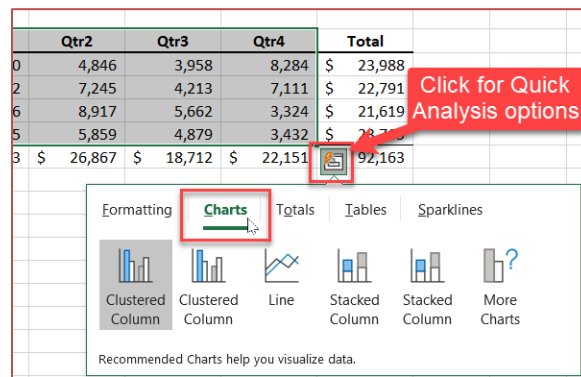 Qtr2 Qtr3 Qtr4 Total
0 4,846 3,958 8,284 $ 23,988
2 7,245 4,213 7,111 $ 22,791
6 8,917 5,662 3,324 $ 21,619
5 5,859 4,879 3,432 $
3 $ 26,867 $ 18,712 $ 22,151 92,163
Click for Quick
Analysis options
Formatting Charts Totals Tables Sparklines
Clustered Clustered Line Stacked Stacked More
Column Column Column Column Charts
Recommended Charts help you visualize data.